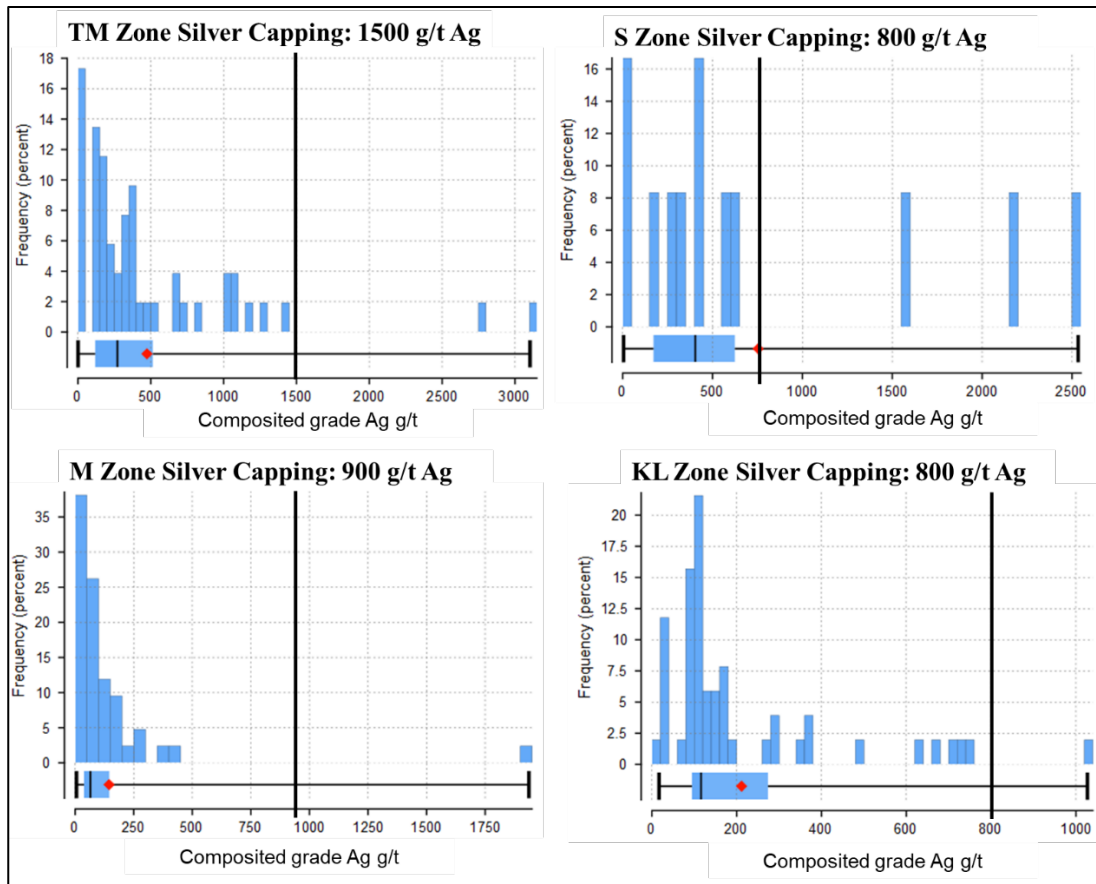 TM Zone Silver Capping: 1500 g/t Ag
Frequency (percent)
18
16
14
12
10
8
6
4
2
0
0 500 1000 1500 2000 2500 3000
Composited grade Ag g/t
S Zone Silver Capping: 800 g/t Ag
Frequency (percent)
16
14
12
10
8
6
4
2
0
0 500 1000 1500 2000 2500
Composited grade Ag g/t
M Zone Silver Capping: 900 g/t Ag
Frequency (percent)
35
30
25
20
15
10
5
0
0 250 500 750 1000 1250 1500 1750
Composited grade Ag g/t
KL Zone Silver Capping: 800 g/t Ag
Frequency (percent)
20
17.5
15
12.5
10
7.5
5
2.5
0
0 200 400 600 800 1000
Composited grade Ag g/t